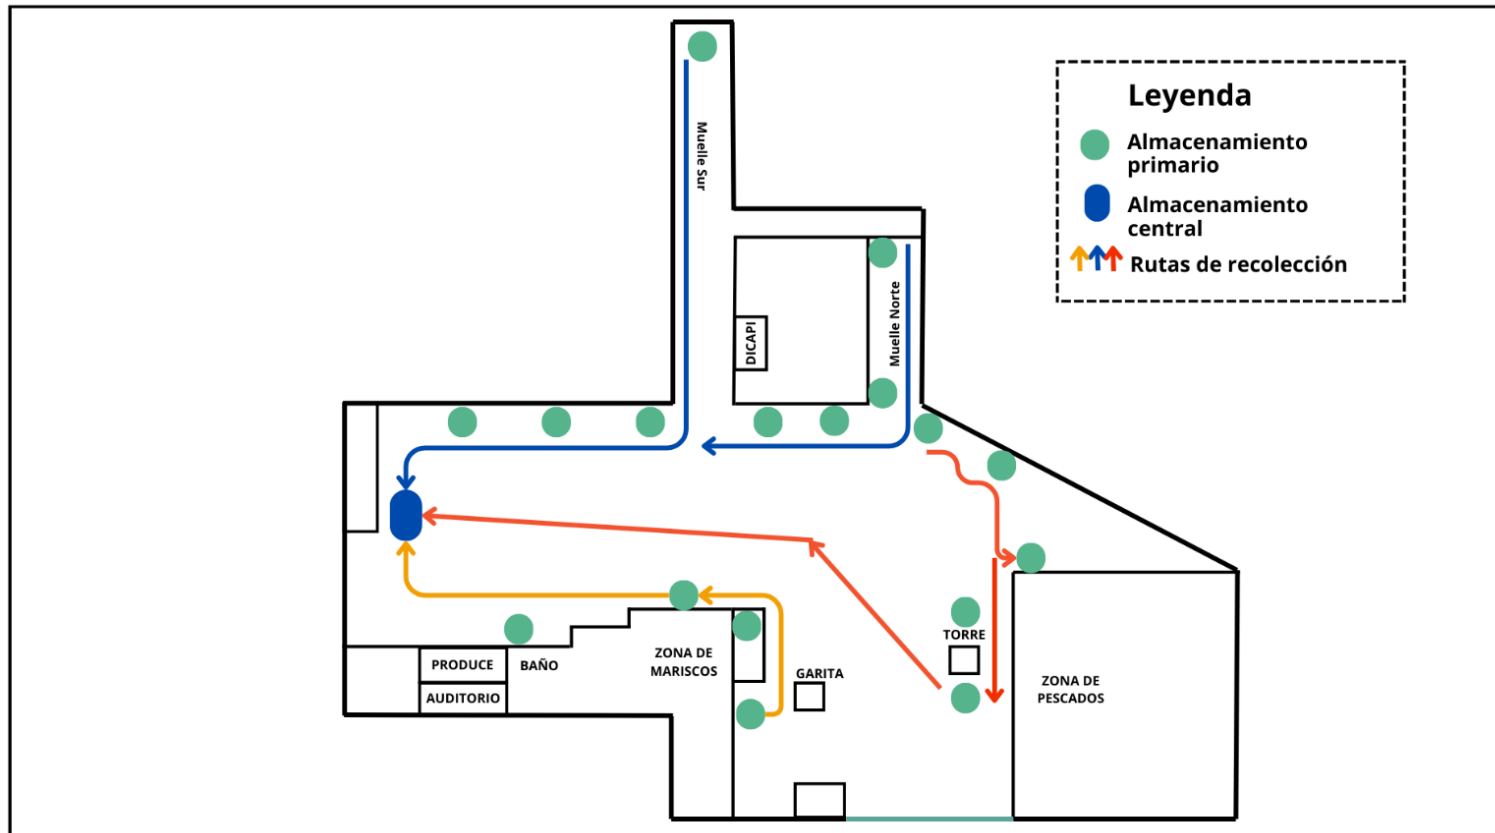 Leyenda
Almacenamiento
primario
Almacenamiento
central
Rutas de recolección
Muelle Sur
Muelle Norte
DICAPI
TORRE
PRODUCE
BAÑO
ZONA DE
MARISCOS
GARITA
ZONA DE
PESCADOS
AUDITORIO